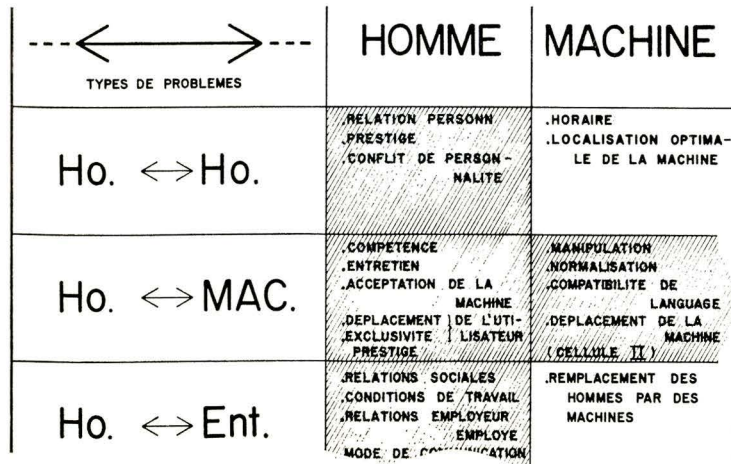 TYPES DE PROBLEMES
HOMME
MACHINE
Ho. ↔ Ho.
.RELATION PERSONN
.PRESTIGE
.CONFLIT DE PERSON-
NALITE
.HORAIRE
.LOCALISATION OPTIMA-
LE DE LA MACHINE
Ho. ↔ MAC.
.COMPETENCE
.ENTRETIEN
.ACCEPTATION DE LA
MACHINE
.DEPLACEMENT } DE L'UTI-
.EXCLUSIVITE } LISATEUR
PRESTIGE
.MANIPULATION
.NORMALISATION
.COMPATIBILITE DE
LANGUAGE
.DEPLACEMENT DE LA
MACHINE
(CELLULE II)
Ho. ↔ Ent.
.RELATIONS SOCIALES
.CONDITIONS DE TRAVAIL
.RELATIONS EMPLOYEUR
EMPLOYE
MODE DE
.REMPLACEMENT DES
HOMMES PAR DES
MACHINES